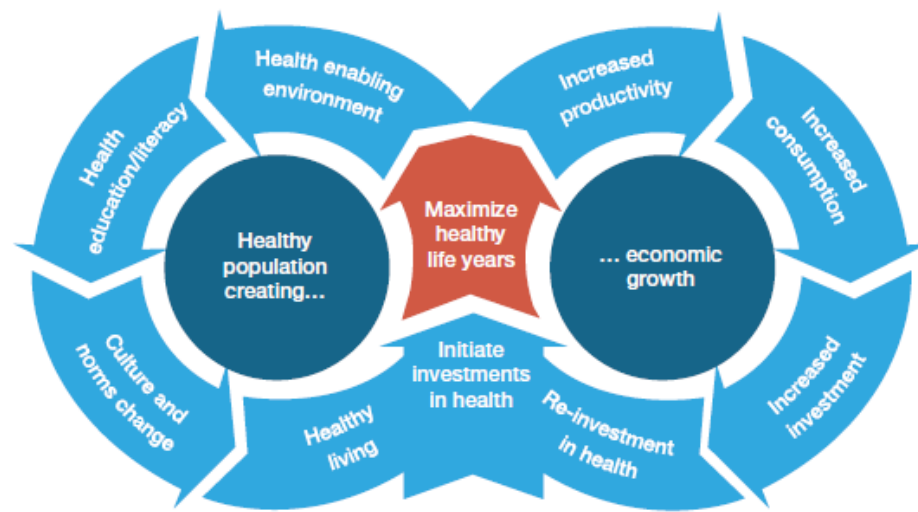 Health enabling
environment
Health
education/literacy
Culture and
norms change
Healthy
living
Healthy
population
creating...
Maximize
healthy
life years
Initiate
investments
in health
... economic
growth
Increased
productivity
Increased
consumption
Increased
investment
Re-investment
in health